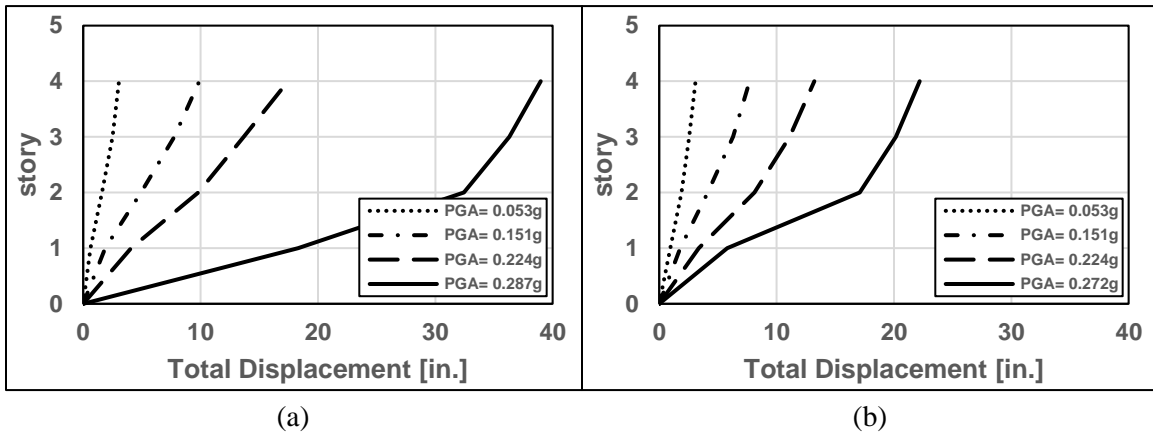 5
4
3
2
1
0
story
0 10 20 30 40
Total Displacement [in.]
PGA= 0.053g
PGA= 0.151g
PGA= 0.224g
PGA= 0.287g
(a)
5
4
3
2
1
0
story
0 10 20 30 40
Total Displacement [in.]
PGA= 0.053g
PGA= 0.151g
PGA= 0.224g
PGA= 0.272g
(b)